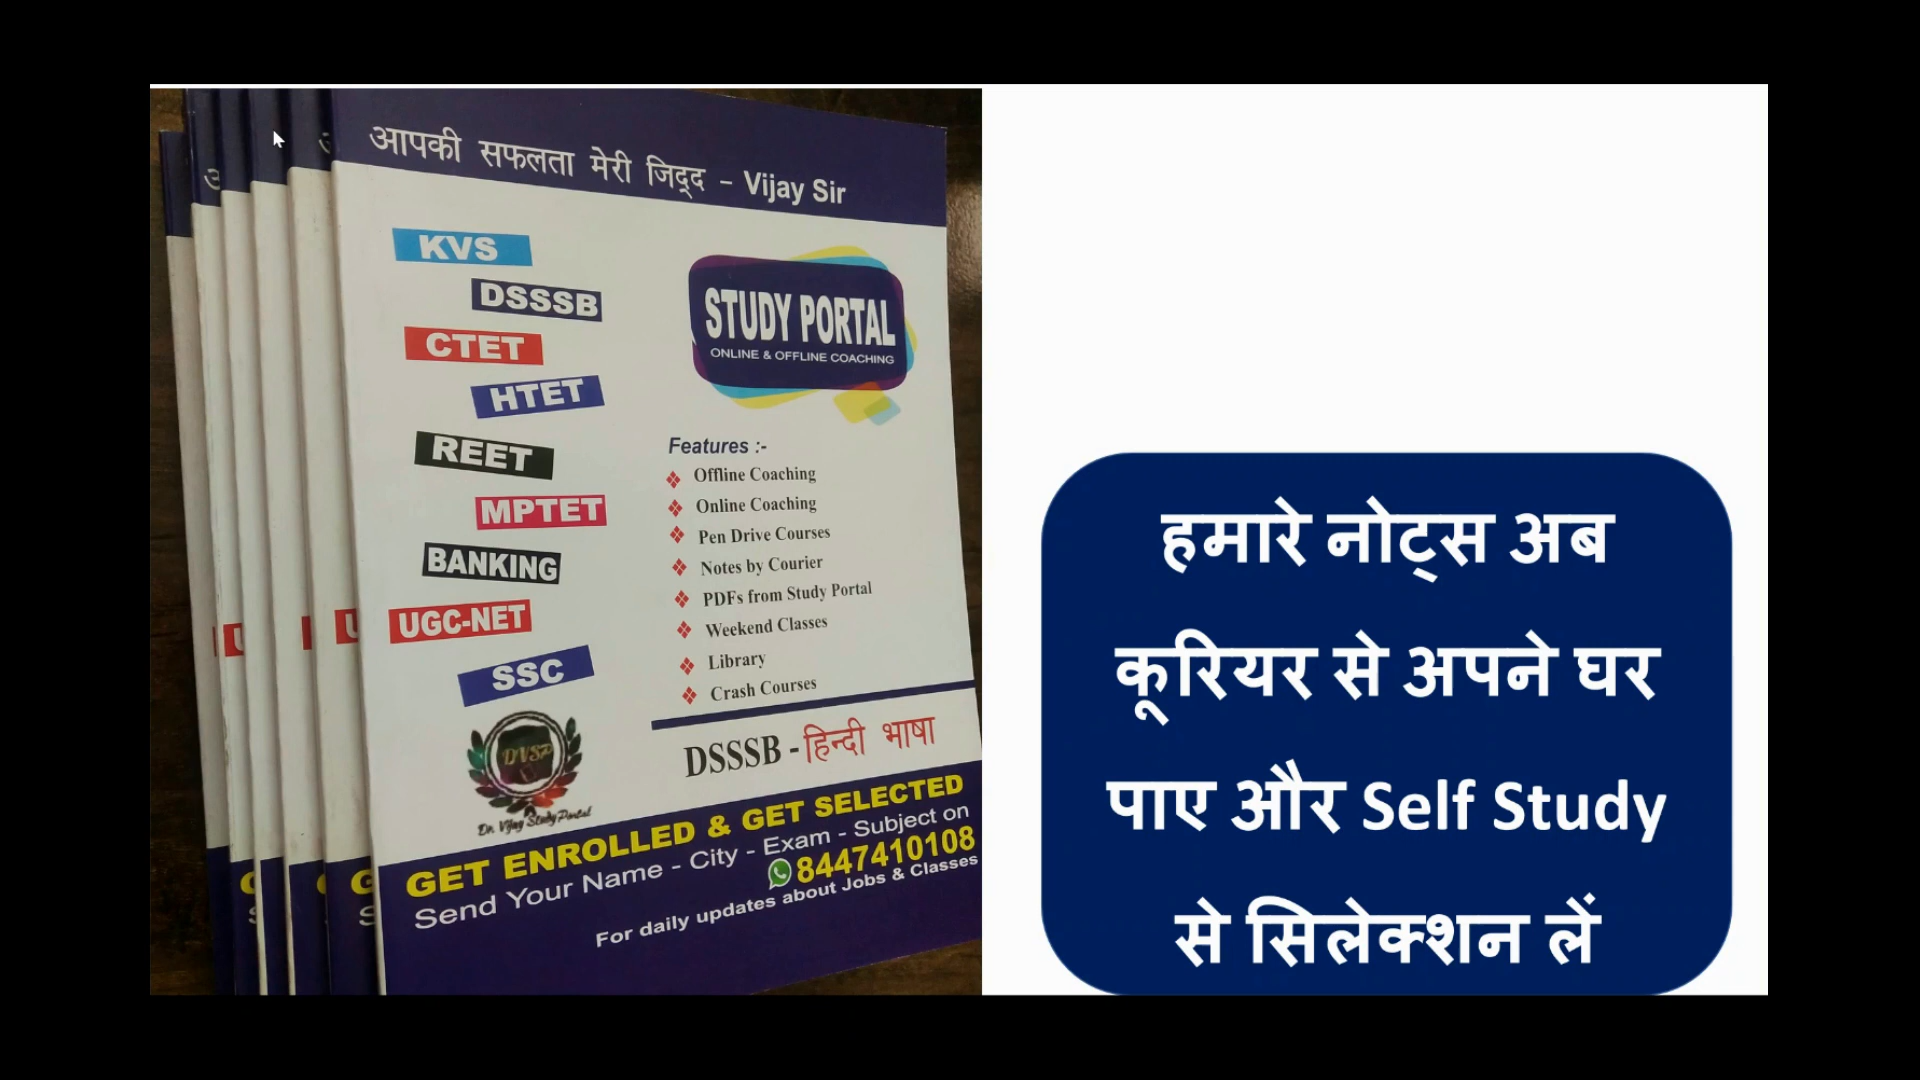 आपकी सफलता मेरी जिद्द - Vijay Sir
KVS
DSSSB
CTET
HTET
REET
MPTET
BANKING
UGC-NET
SSC
DVSP
Dr. Vijay Study Portal
STUDY PORTAL
ONLINE & OFFLINE COACHING
Features :-
Offline Coaching
Online Coaching
Pen Drive Courses
Notes by Courier
PDFs from Study Portal
Weekend Classes
Library
Crash Courses
DSSSB - हिन्दी भाषा
GET ENROLLED & GET SELECTED
Send Your Name - City - Exam - Subject on
8447410108
For daily updates about Jobs & Classes
हमारे नोट्स अब
कूरियर से अपने घर
पाए और Self Study
से सिलेक्शन लें